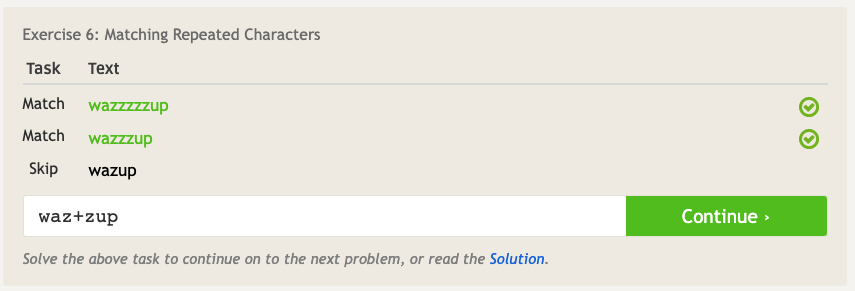 Exercise 6: Matching Repeated Characters
Task Text
Match wazzzzzup
Match wazzzup
Skip wazup
waz+zup Continue ›
Solve the above task to continue on to the next problem, or read the Solution.